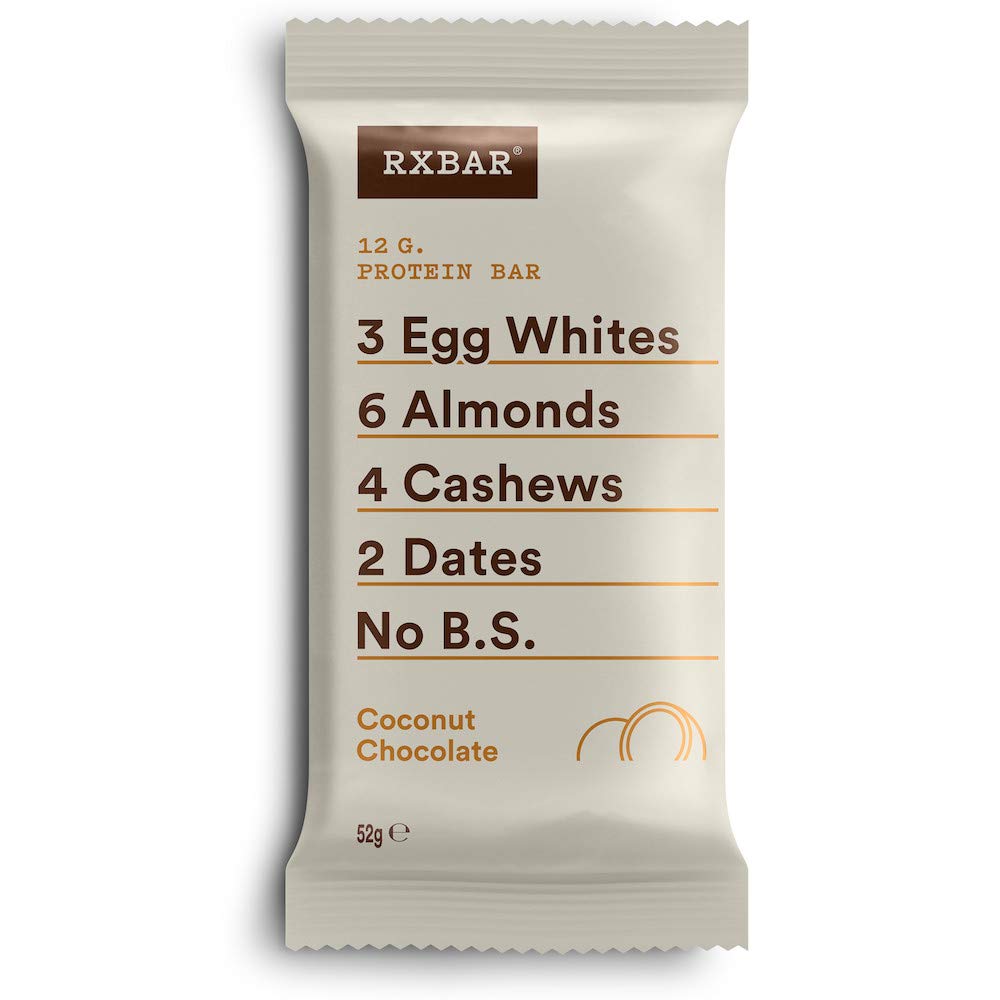 RXBAR®
12 G.
PROTEIN BAR
3 Egg Whites
6 Almonds
4 Cashews
2 Dates
No B.S.
Coconut
Chocolate
52g ℮